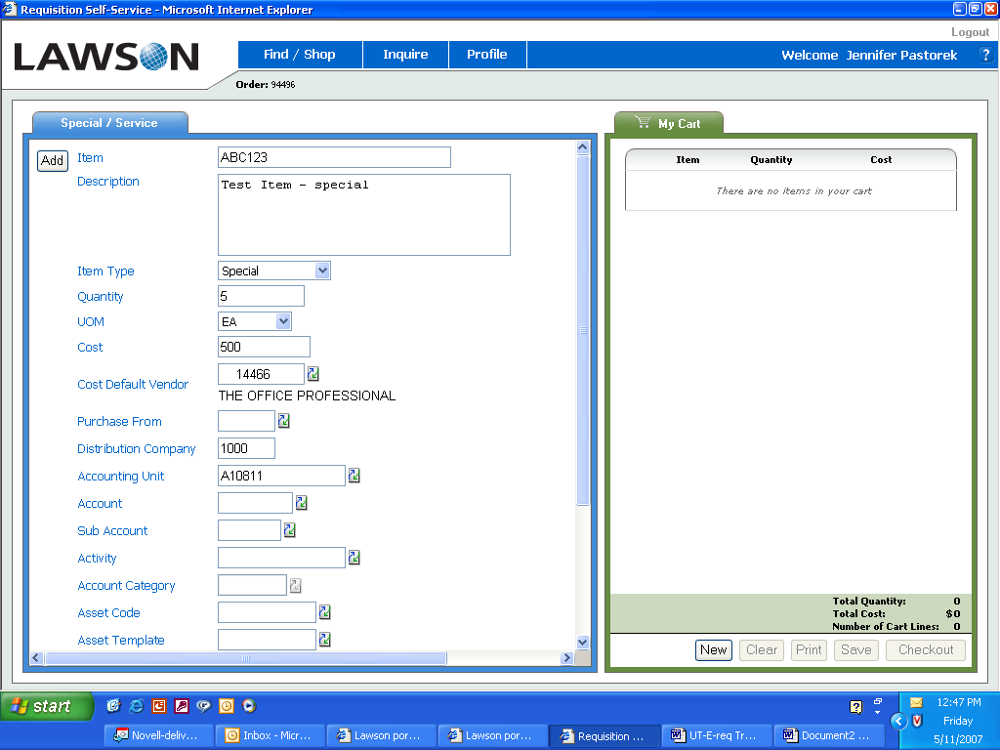 Requisition Self-Service - Microsoft Internet Explorer
Logout
LAWSON
Find / Shop Inquire Profile Welcome Jennifer Pastorek ?
Order: 94496
Special / Service
Add
Item ABC123
Description Test Item - special
Item Type Special
Quantity 5
UOM EA
Cost 500
Cost Default Vendor 14466
THE OFFICE PROFESSIONAL
Purchase From
Distribution Company 1000
Accounting Unit A10811
Account
Sub Account
Activity
Account Category
Asset Code
Asset Template
My Cart
Item Quantity Cost
There are no items in your cart
Total Quantity: 0
Total Cost: $0
Number of Cart Lines: 0
New Clear Print Save Checkout
start
12:47 PM
Friday
5/11/2007
Novell-deliv... Inbox - Micr... Lawson por... Lawson por... Requisition ... UT-E-req Tr... Document2 ...